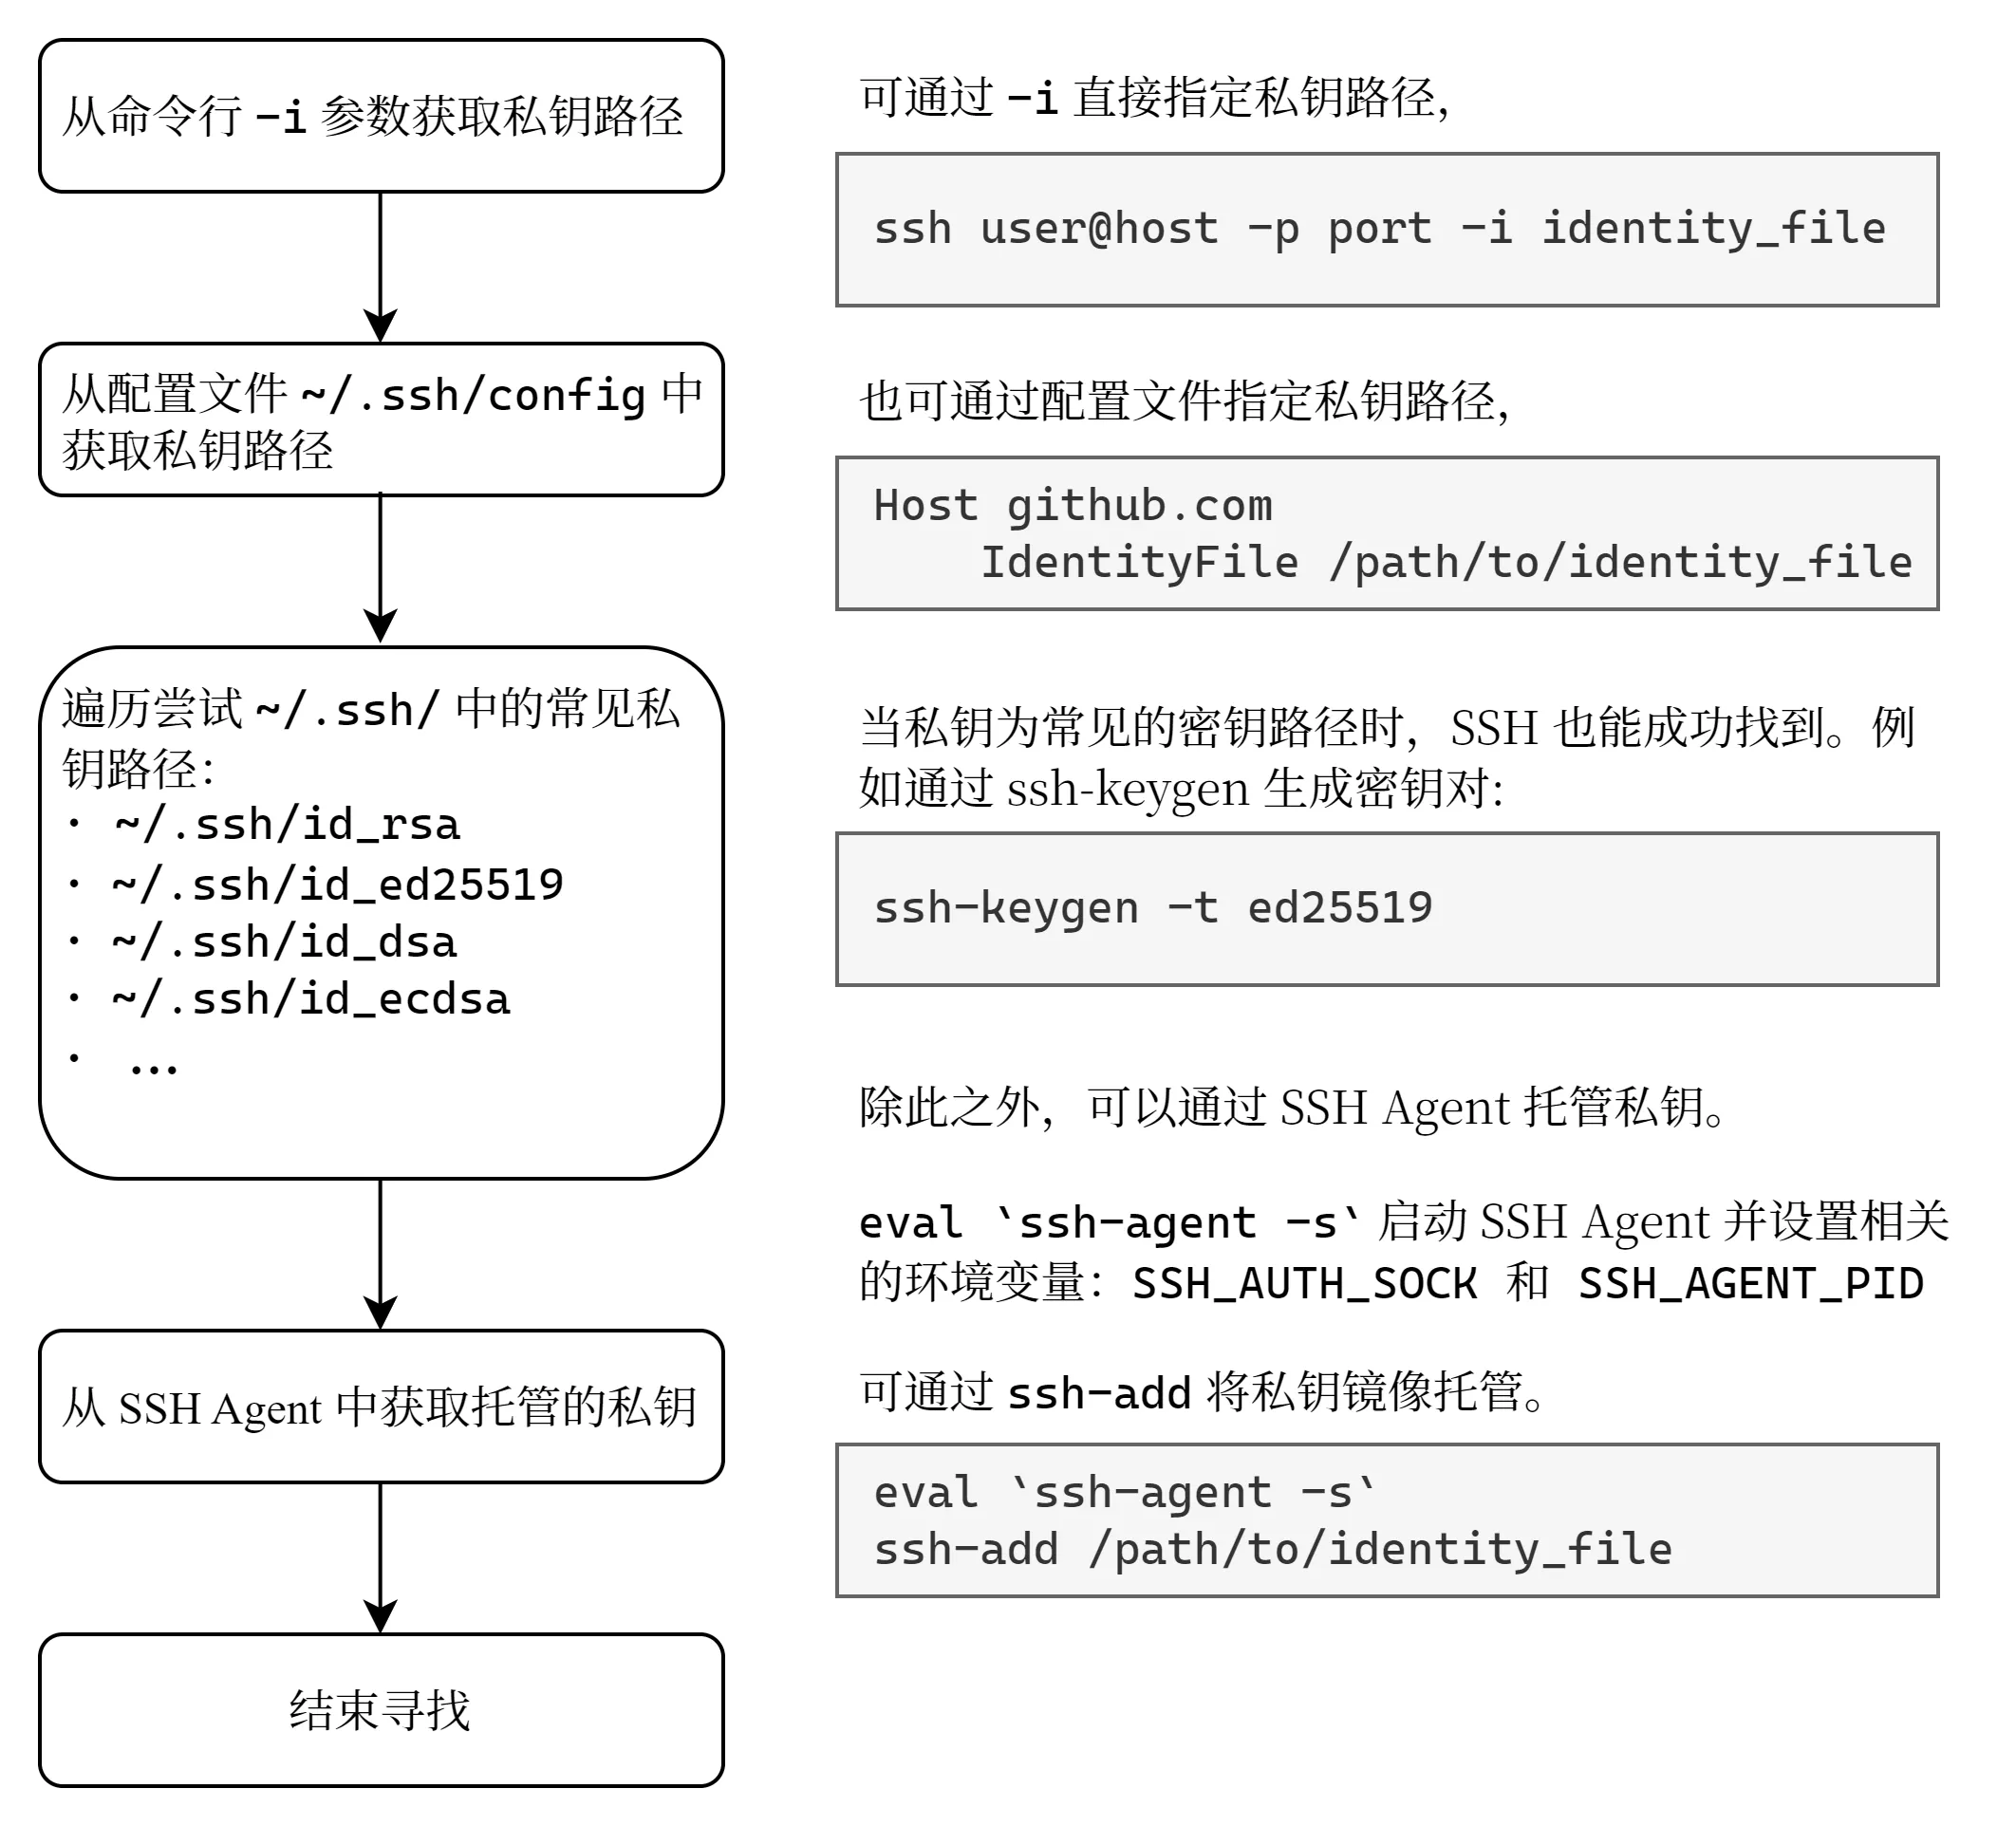 从命令行 -i 参数获取私钥路径
从配置文件 ~/.ssh/config 中
获取私钥路径
遍历尝试 ~/.ssh/ 中的常见私
钥路径：
· ~/.ssh/id_rsa
· ~/.ssh/id_ed25519
· ~/.ssh/id_dsa
· ~/.ssh/id_ecdsa
· ...
从 SSH Agent 中获取托管的私钥
结束寻找
可通过 -i 直接指定私钥路径，
ssh user@host -p port -i identity_file
也可通过配置文件指定私钥路径，
Host github.com
    IdentityFile /path/to/identity_file
当私钥为常见的密钥路径时，SSH 也能成功找到。例
如通过 ssh-keygen 生成密钥对:
ssh-keygen -t ed25519
除此之外，可以通过 SSH Agent 托管私钥。
eval `ssh-agent -s` 启动 SSH Agent 并设置相关
的环境变量：SSH_AUTH_SOCK 和 SSH_AGENT_PID
可通过 ssh-add 将私钥镜像托管。
eval `ssh-agent -s`
ssh-add /path/to/identity_file